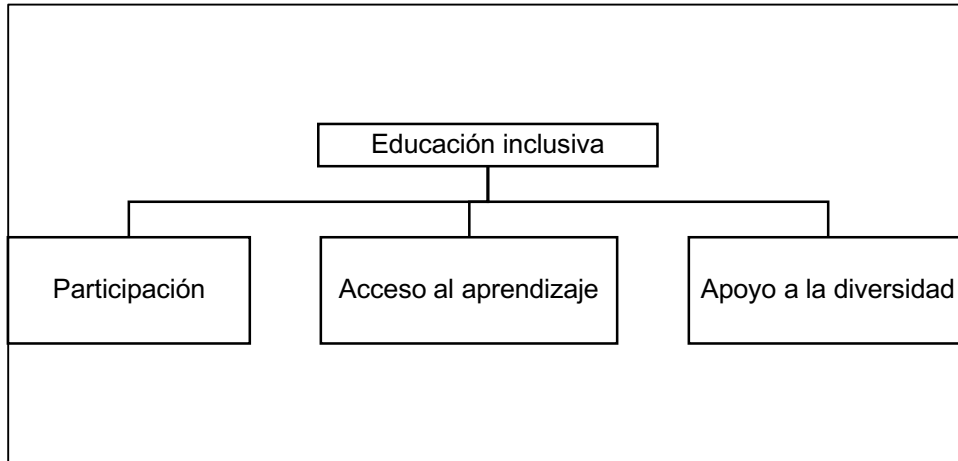 Educación inclusiva
Participación
Acceso al aprendizaje
Apoyo a la diversidad